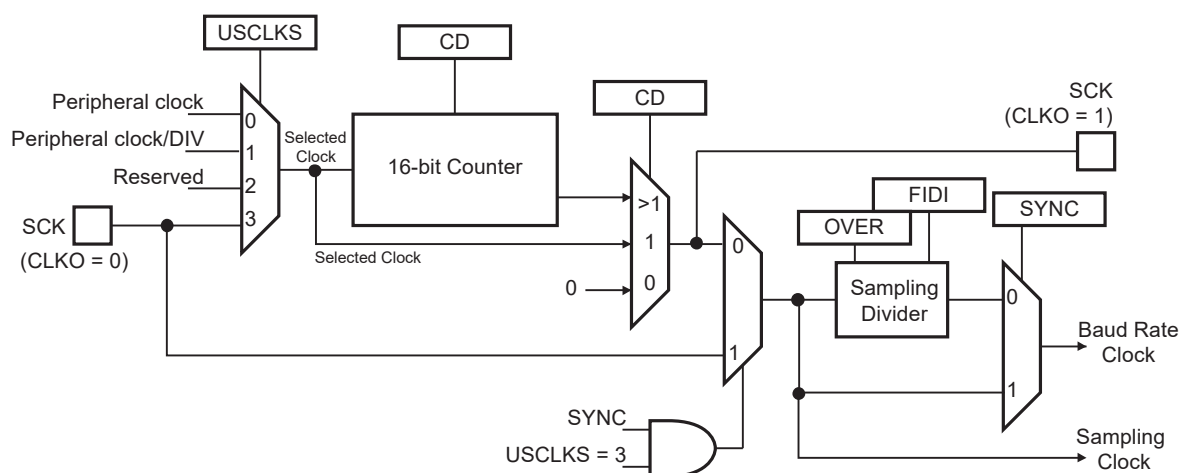 USCLKS
CD
CD
SCK
(CLKO = 1)
Peripheral clock
0
Peripheral clock/DIV
1
Reserved
2
3
SCK
(CLKO = 0)
Selected
Clock
16-bit Counter
Selected Clock
>1
1
0
0
0
1
FIDI
OVER
SYNC
Sampling
Divider
0
1
Baud Rate
Clock
SYNC
USCLKS = 3
Sampling
Clock